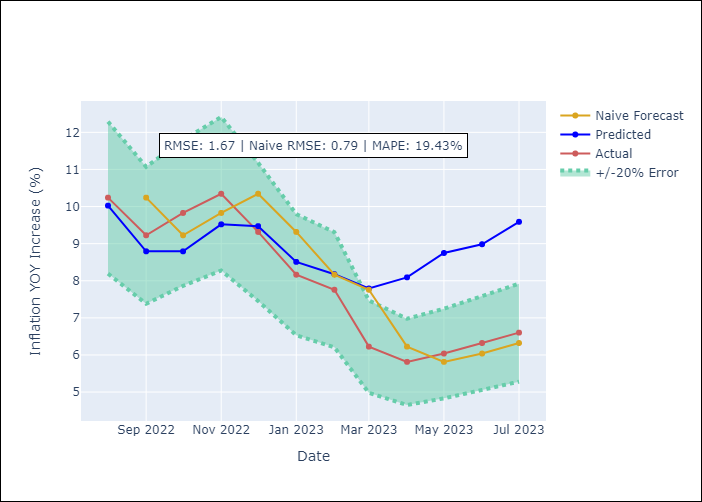 RMSE: 1.67 | Naive RMSE: 0.79 | MAPE: 19.43%
Naive Forecast
Predicted
Actual
+/-20% Error
12
11
10
9
8
7
6
5
Inflation YOY Increase (%)
Sep 2022
Nov 2022
Jan 2023
Mar 2023
May 2023
Jul 2023
Date